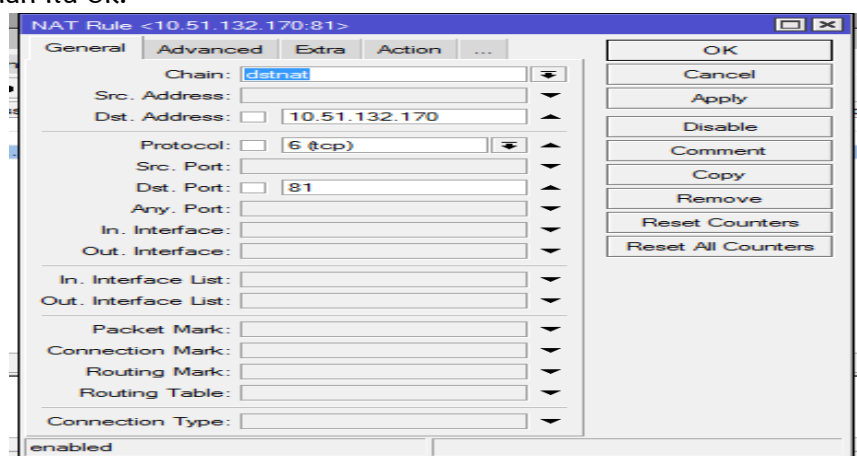 itu ok.
NAT Rule <10.51.132.170:81>
General Advanced Extra Action ...
Chain: dstnat
Src. Address:
Dst. Address: 10.51.132.170
Protocol: 6 (tcp)
Src. Port:
Dst. Port: 81
Any. Port:
In. Interface:
Out. Interface:
In. Interface List:
Out. Interface List:
Packet Mark:
Connection Mark:
Routing Mark:
Routing Table:
Connection Type:
enabled
OK
Cancel
Apply
Disable
Comment
Copy
Remove
Reset Counters
Reset All Counters